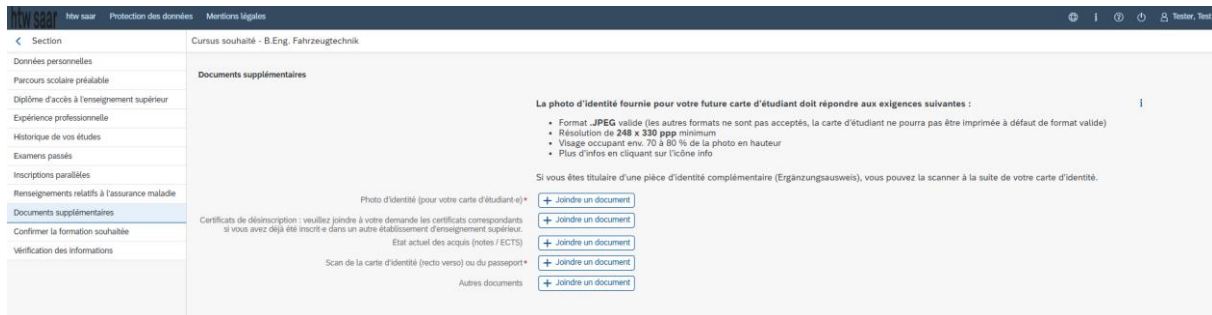 htw saar htw saar Protection des données Mentions légales Tester, Test
Section
Cursus souhaité - B.Eng. Fahrzeugtechnik
Données personnelles
Parcours scolaire préalable
Diplôme d'accès à l'enseignement supérieur
Expérience professionnelle
Historique de vos études
Examens passés
Inscriptions parallèles
Renseignements relatifs à l'assurance maladie
Documents supplémentaires
Confirmer la formation souhaitée
Vérification des informations
Documents supplémentaires
La photo d'identité fournie pour votre future carte d'étudiant doit répondre aux exigences suivantes :
• Format .JPEG valide (les autres formats ne sont pas acceptés, la carte d'étudiant ne pourra pas être imprimée à défaut de format valide)
• Résolution de 248 x 330 ppp minimum
• Visage occupant env. 70 à 80 % de la photo en hauteur
• Plus d'infos en cliquant sur l'icône info
Si vous êtes titulaire d'une pièce d'identité complémentaire (Ergänzungsausweis), vous pouvez la scanner à la suite de votre carte d'identité.
Photo d'identité (pour votre carte d'étudiant·e)* + Joindre un document
Certificats de désinscription : veuillez joindre à votre demande les certificats correspondants + Joindre un document
si vous avez déjà été inscrit·e dans un autre établissement d'enseignement supérieur.
État actuel des acquis (notes / ECTS) + Joindre un document
Scan de la carte d'identité (recto verso) ou du passeport* + Joindre un document
Autres documents + Joindre un document